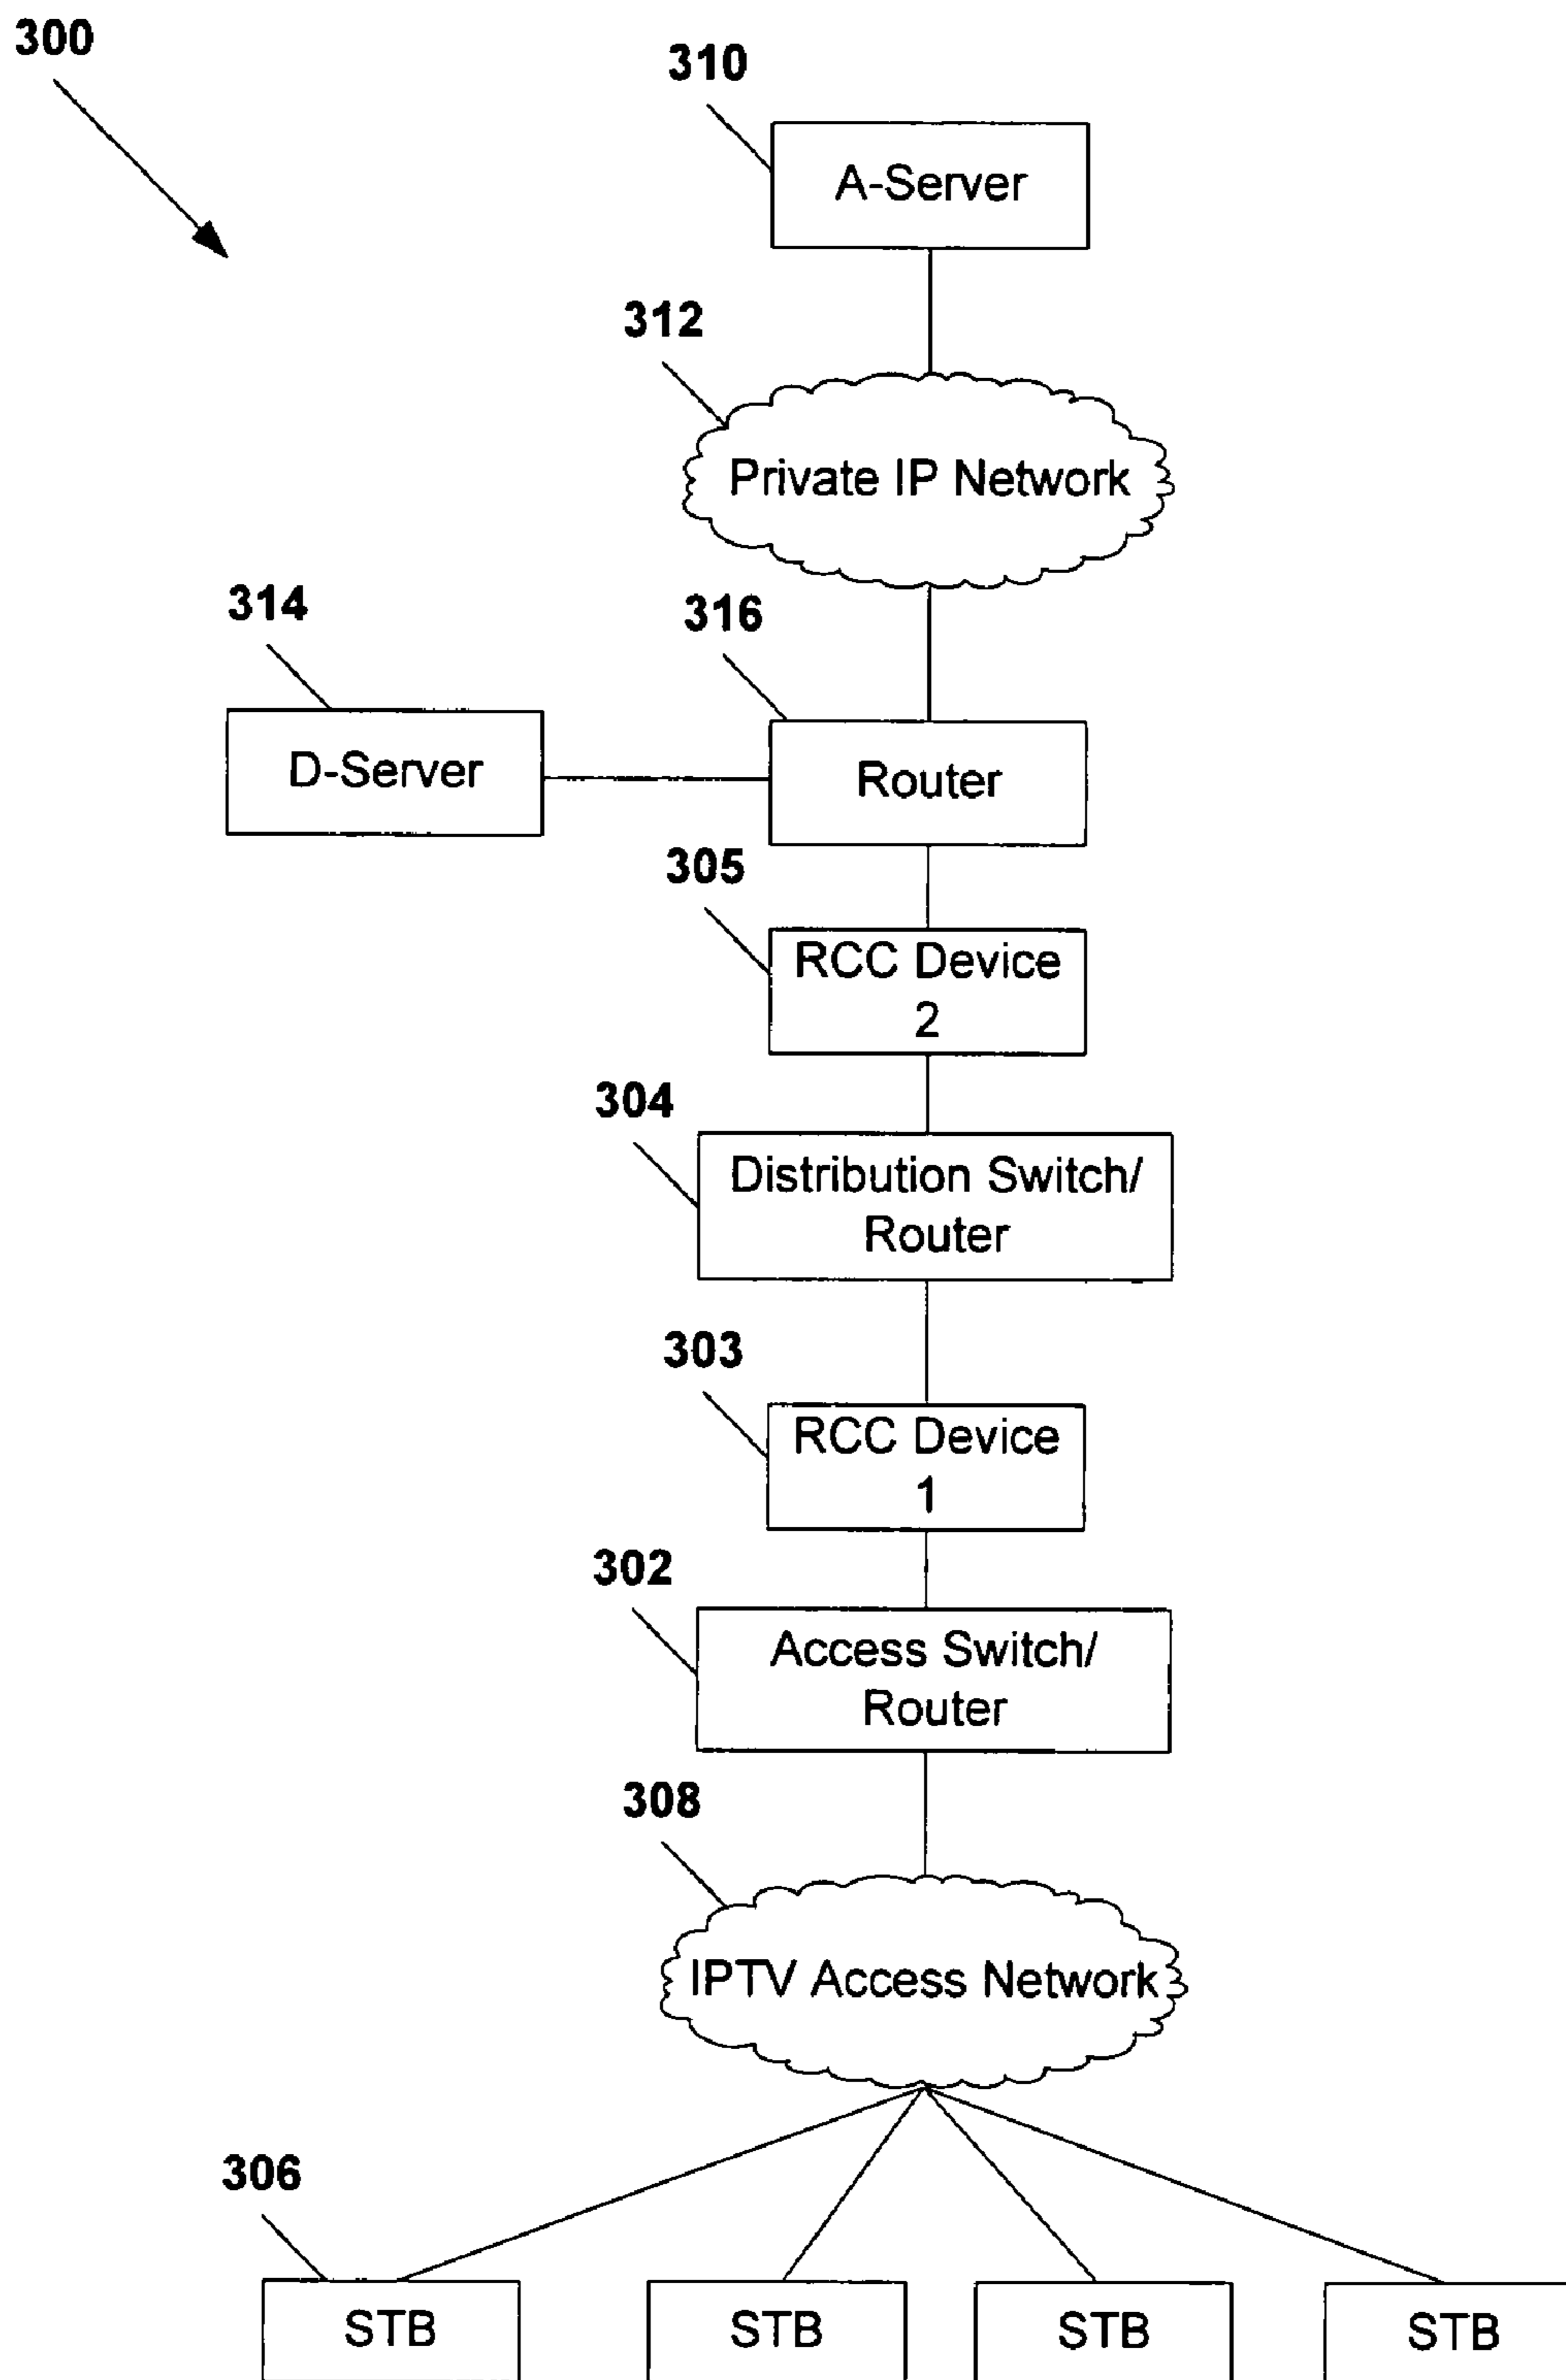 300
310
A-Server
312
Private IP Network
314
316
D-Server
Router
305
RCC Device
2
304
Distribution Switch/
Router
303
RCC Device
1
302
Access Switch/
Router
308
IPTV Access Network
306
STB
STB
STB
STB